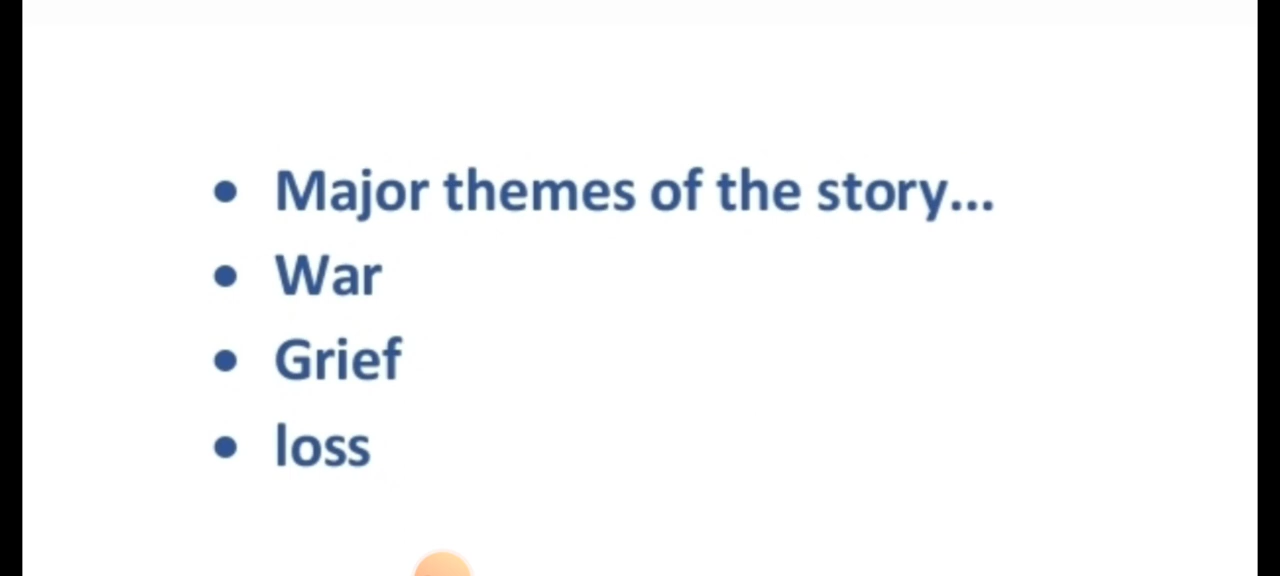 • Major themes of the story...
• War
• Grief
• loss